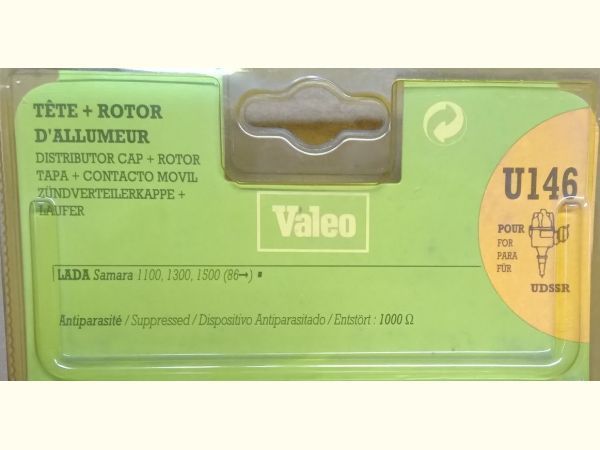 TÊTE + ROTOR
D'ALLUMEUR
DISTRIBUTOR CAP + ROTOR
TAPA + CONTACTO MOVIL
ZÜNDVERTEILERKAPPE +
LÄUFER
Valeo
U146
POUR
FOR
PARA
FÜR
UDSSR
LADA Samara 1100, 1300, 1500 (86→)
Antiparasité / Suppressed / Dispositivo Antiparasitado / Entstört : 1000 Ω